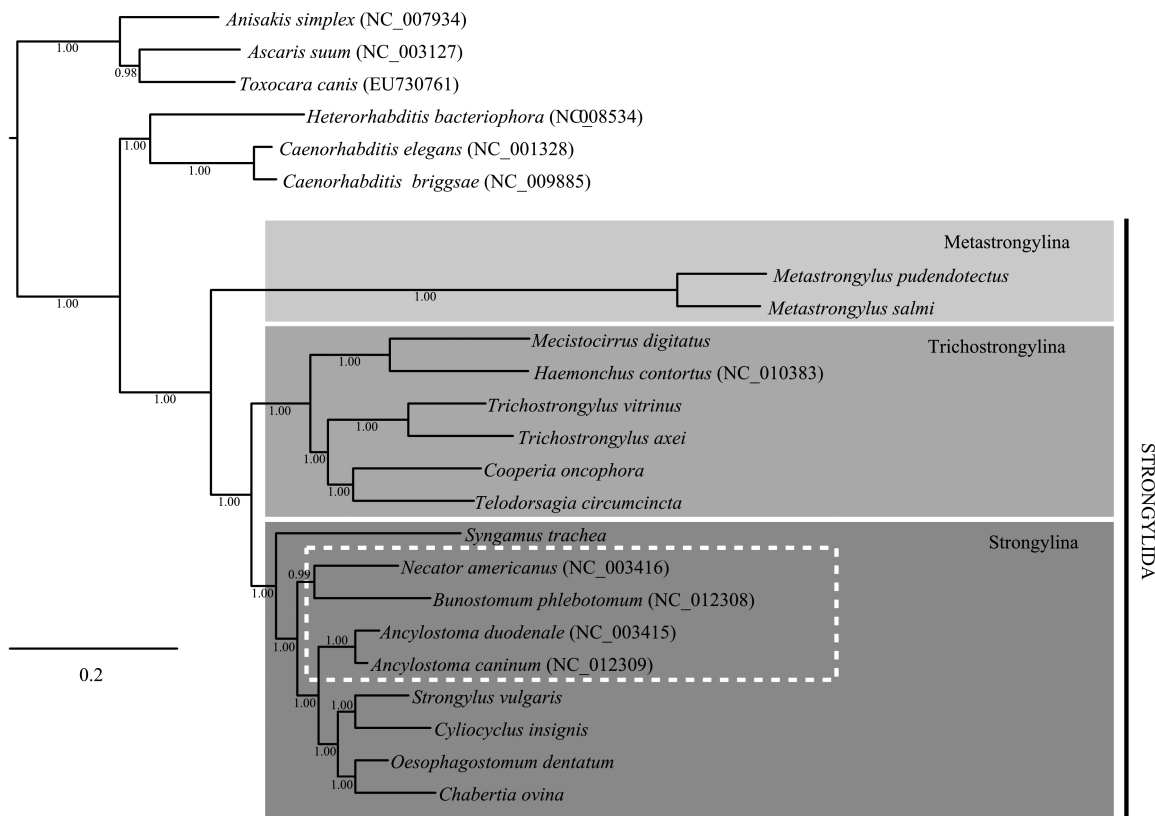 Anisakis simplex (NC_007934)
1.00
Ascaris suum (NC_003127)
0.98
Toxocara canis (EU730761)
Heterorhabditis bacteriophora (NC_008534)
1.00
Caenorhabditis elegans (NC_001328)
1.00
Caenorhabditis briggsae (NC_009885)
Metastrongylina
Metastrongylus pudendotectus
1.00
1.00
Metastrongylus salmi
Mecistocirrus digitatus
Trichostrongylina
1.00
Haemonchus contortus (NC_010383)
1.00
Trichostrongylus vitrinus
1.00
1.00
Trichostrongylus axei
1.00
Cooperia oncophora
1.00
Telodorsagia circumcincta
1.00
STRONGYLIDA
Syngamus trachea
Strongylina
Necator americanus (NC_003416)
0.99
1.00
Bunostomum phlebotomum (NC_012308)
Ancylostoma duodenale (NC_003415)
1.00
1.00
Ancylostoma caninum (NC_012309)
0.2
Strongylus vulgaris
1.00
1.00
Cyliocyclus insignis
1.00
Oesophagostomum dentatum
1.00
Chabertia ovina